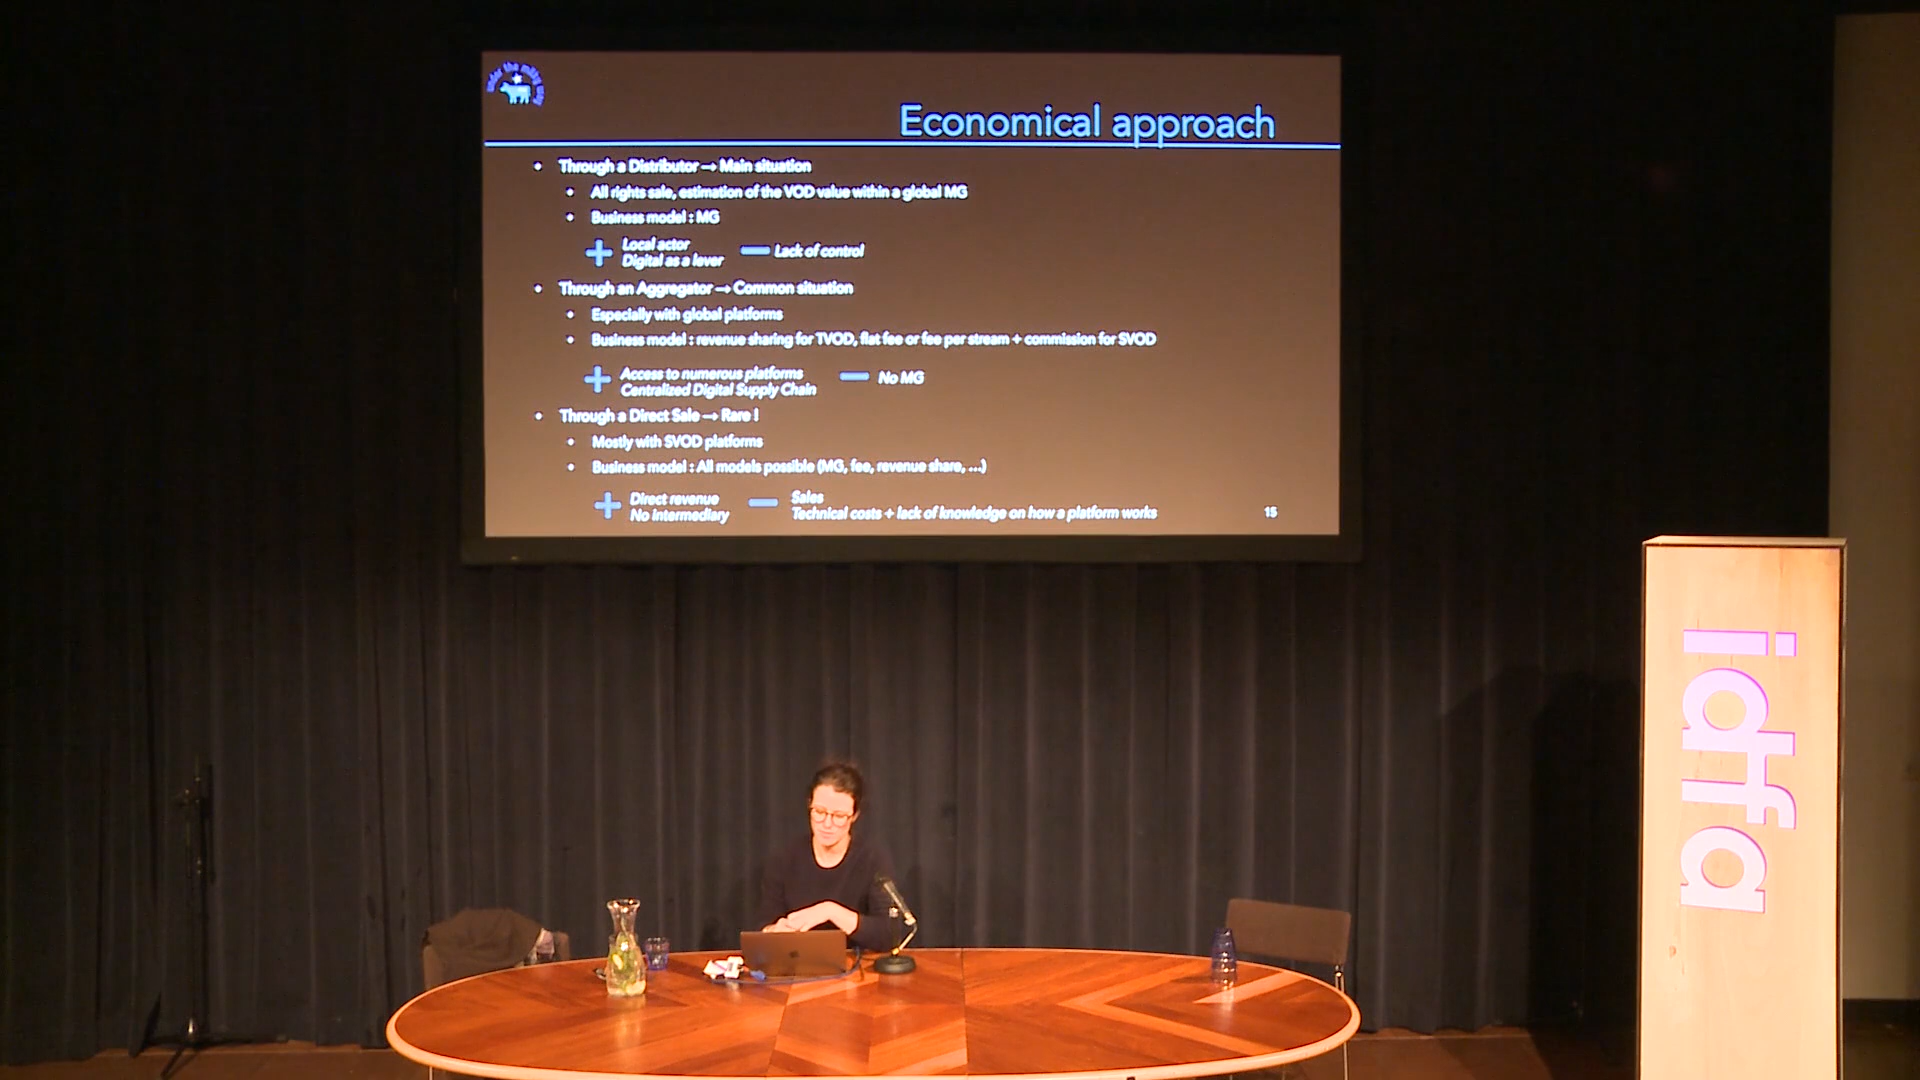 under the milky way
Economical approach
• Through a Distributor → Main situation
• All rights sale, estimation of the VOD value within a global MG
• Business model : MG
+ Local actor
Digital as a lever
— Lack of control
• Through an Aggregator → Common situation
• Especially with global platforms
• Business model : revenue sharing for TVOD, flat fee or fee per stream + commission for SVOD
+ Access to numerous platforms
Centralized Digital Supply Chain
— No MG
• Through a Direct Sale → Rare !
• Mostly with SVOD platforms
• Business model : All models possible (MG, fee, revenue share, ...)
+ Direct revenue
No intermediary
— Sales
Technical costs + lack of knowledge on how a platform works
15
idfa